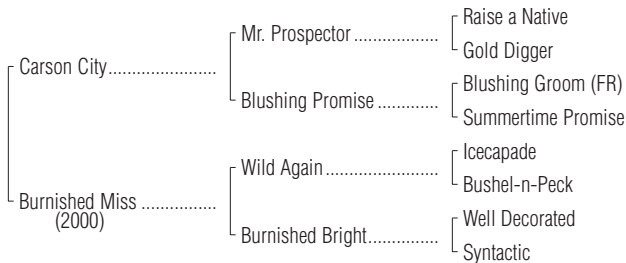 Raise a Native
Mr. Prospector ..................
Gold Digger
Carson City.......................
Blushing Groom (FR)
Blushing Promise .............
Summertime Promise
Icecapade
Wild Again ........................
Bushel-n-Peck
Burnished Miss ................
(2000)
Well Decorated
Burnished Bright...............
Syntactic